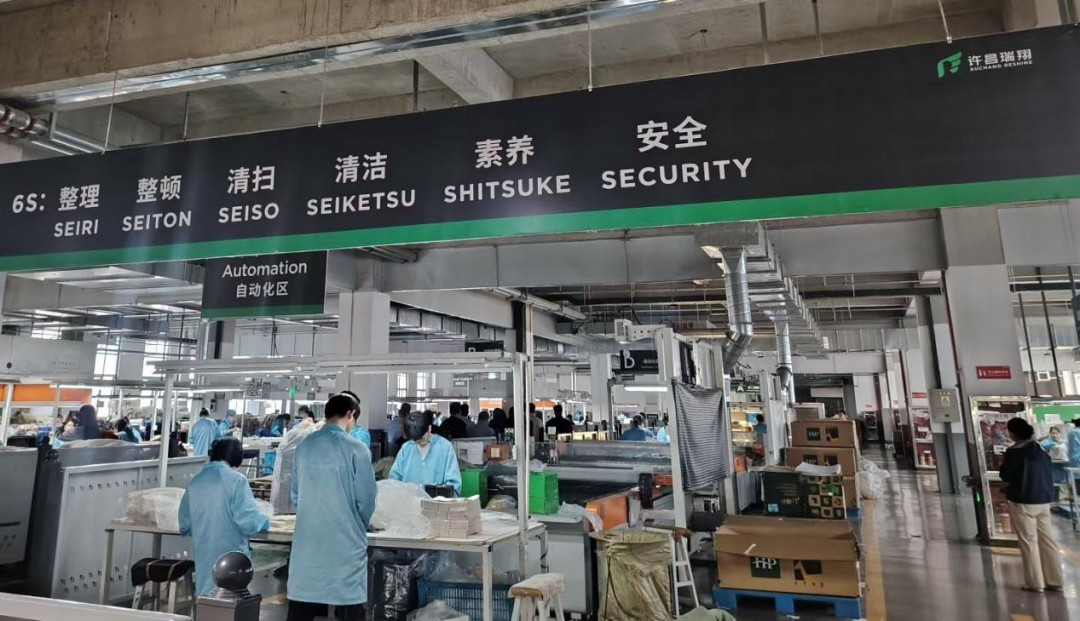 许昌瑞翔
XUCHANG RESHINE
6S: 整理 整顿 清扫 清洁 素养 安全
SEIRI SEITON SEISO SEIKETSU SHITSUKE SECURITY
Automation
自动化区
D
HP